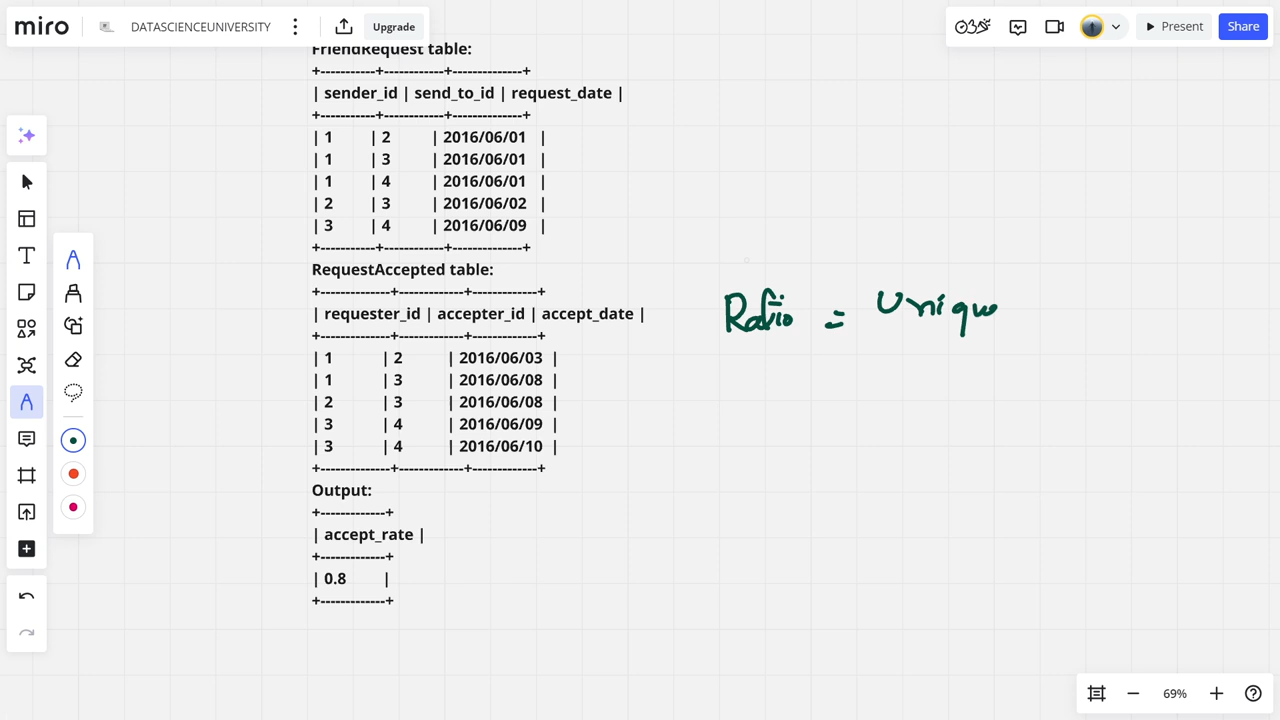 miro DATASCIENCEUNIVERSITY Upgrade Present Share
FriendRequest table:
+-----------+------------+--------------+
| sender_id | send_to_id | request_date |
+-----------+------------+--------------+
| 1 | 2 | 2016/06/01 |
| 1 | 3 | 2016/06/01 |
| 1 | 4 | 2016/06/01 |
| 2 | 3 | 2016/06/02 |
| 3 | 4 | 2016/06/09 |
+-----------+------------+--------------+
RequestAccepted table:
+--------------+-------------+-------------+
| requester_id | accepter_id | accept_date |
+--------------+-------------+-------------+
| 1 | 2 | 2016/06/03 |
| 1 | 3 | 2016/06/08 |
| 2 | 3 | 2016/06/08 |
| 3 | 4 | 2016/06/09 |
| 3 | 4 | 2016/06/10 |
+--------------+-------------+-------------+
Output:
+-------------+
| accept_rate |
+-------------+
| 0.8 |
+-------------+
Ratio = Uniqu
69%